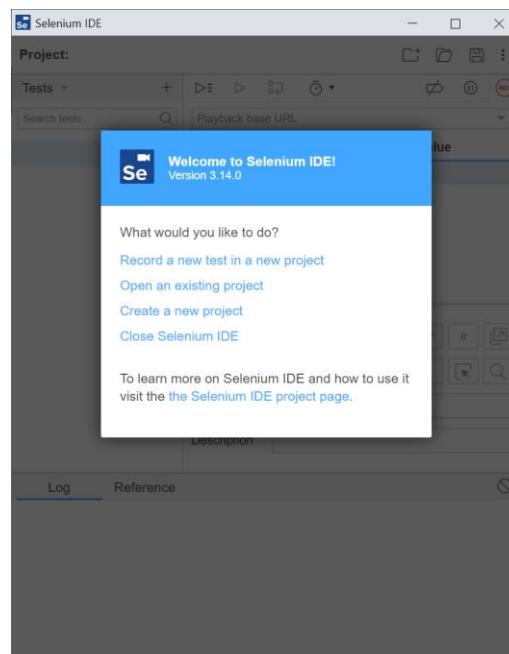 Se Selenium IDE
Project:
Tests
Search tests...
Playback base URL
lue
Se
Welcome to Selenium IDE!
Version 3.14.0
What would you like to do?
Record a new test in a new project
Open an existing project
Create a new project
Close Selenium IDE
To learn more on Selenium IDE and how to use it
visit the the Selenium IDE project page.
//
Description
Log Reference